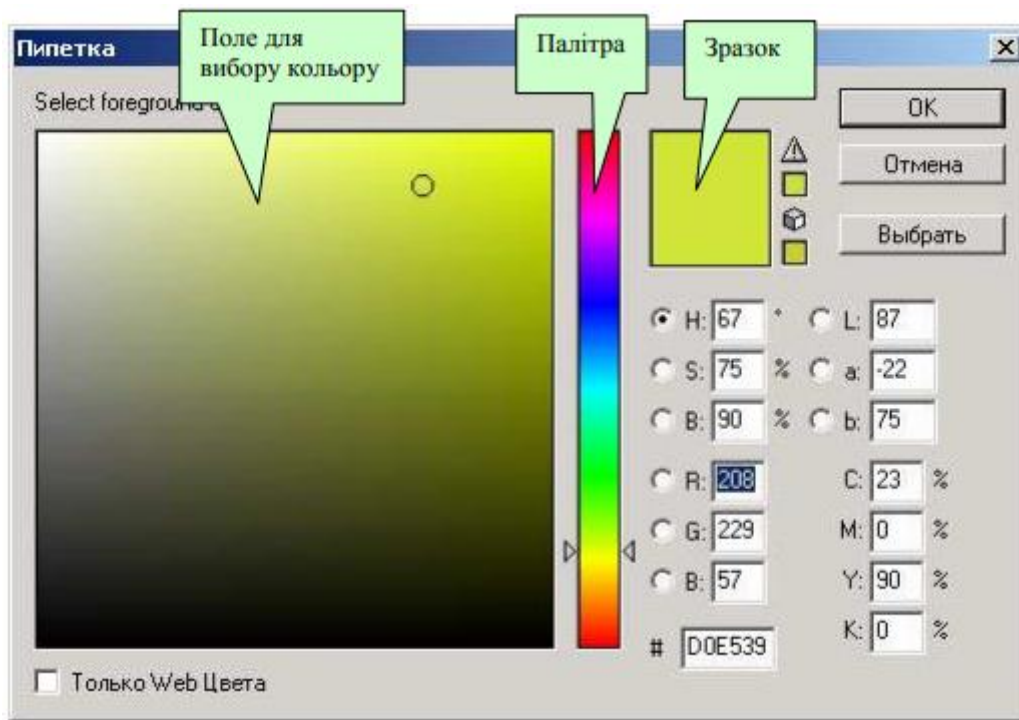 Пипетка
Поле для
вибору кольору
Палітра
Зразок
Select foreground
OK
Отмена
Выбрать
H: 67 °
L: 87
S: 75 %
a: -22
B: 90 %
b: 75
R: 208
C: 23 %
G: 229
M: 0 %
B: 57
Y: 90 %
# D0E539
K: 0 %
Только Web Цвета